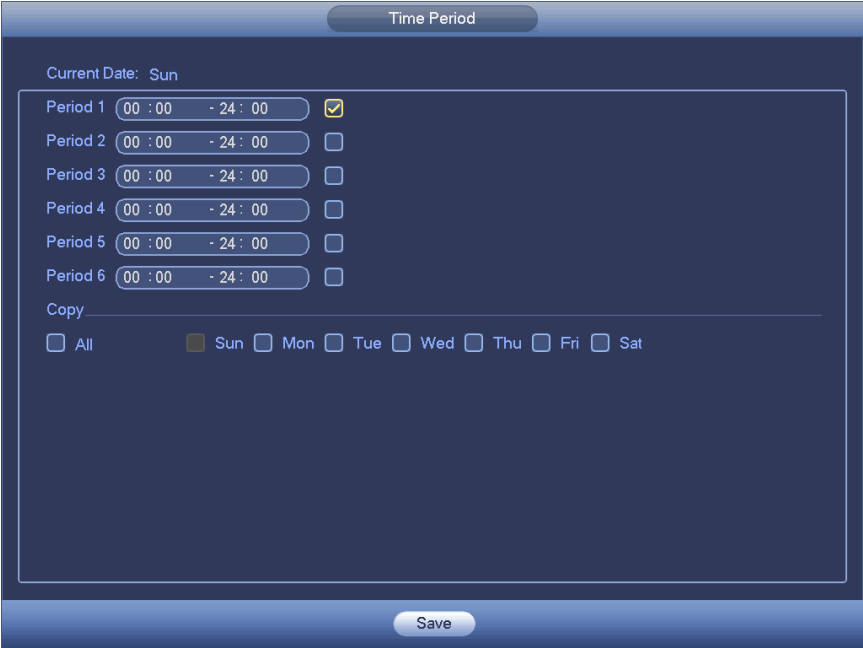 Time Period
Current Date: Sun
Period 1 00 :00 - 24 : 00
Period 2 00 :00 - 24 : 00
Period 3 00 :00 - 24 : 00
Period 4 00 :00 - 24 : 00
Period 5 00 :00 - 24 : 00
Period 6 00 :00 - 24 : 00
Copy
All Sun Mon Tue Wed Thu Fri Sat
Save